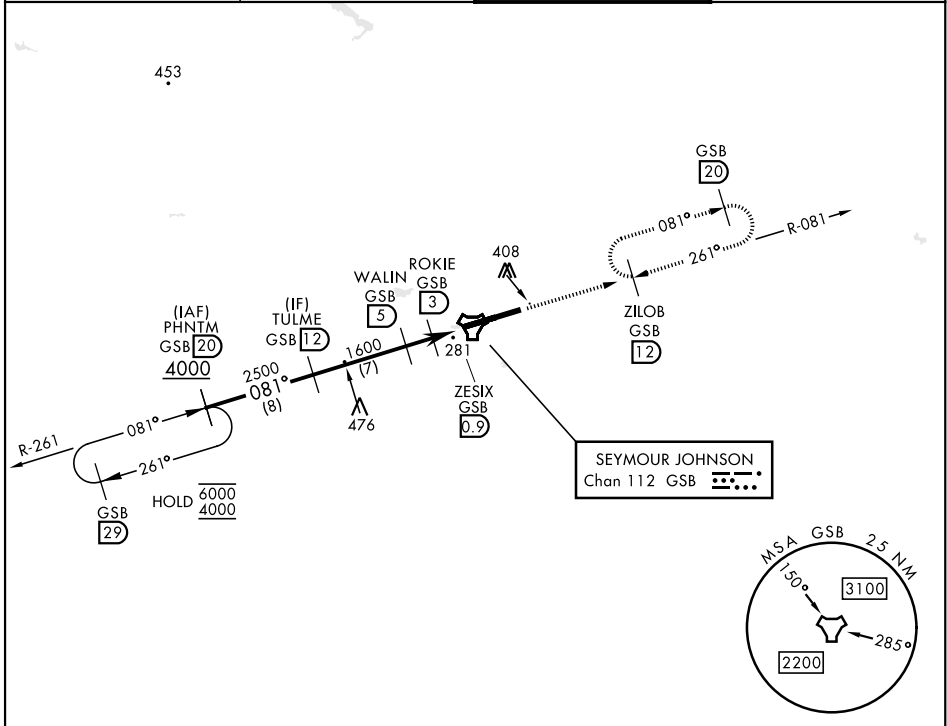 453
GSB
20
081°
R-081
261°
408
ZILOB
GSB
12
ROKIE
GSB
3
WALIN
GSB
5
(IF)
TULME
GSB 12
(IAF)
PHNTM
GSB 20
4000
2500
081°
(8)
1600
(7)
281
476
ZESIX
GSB
0.9
081°
R-261
261°
GSB
29
HOLD 6000
4000
SEYMOUR JOHNSON
Chan 112 GSB
MSA GSB 25 NM
150°
3100
285°
2200